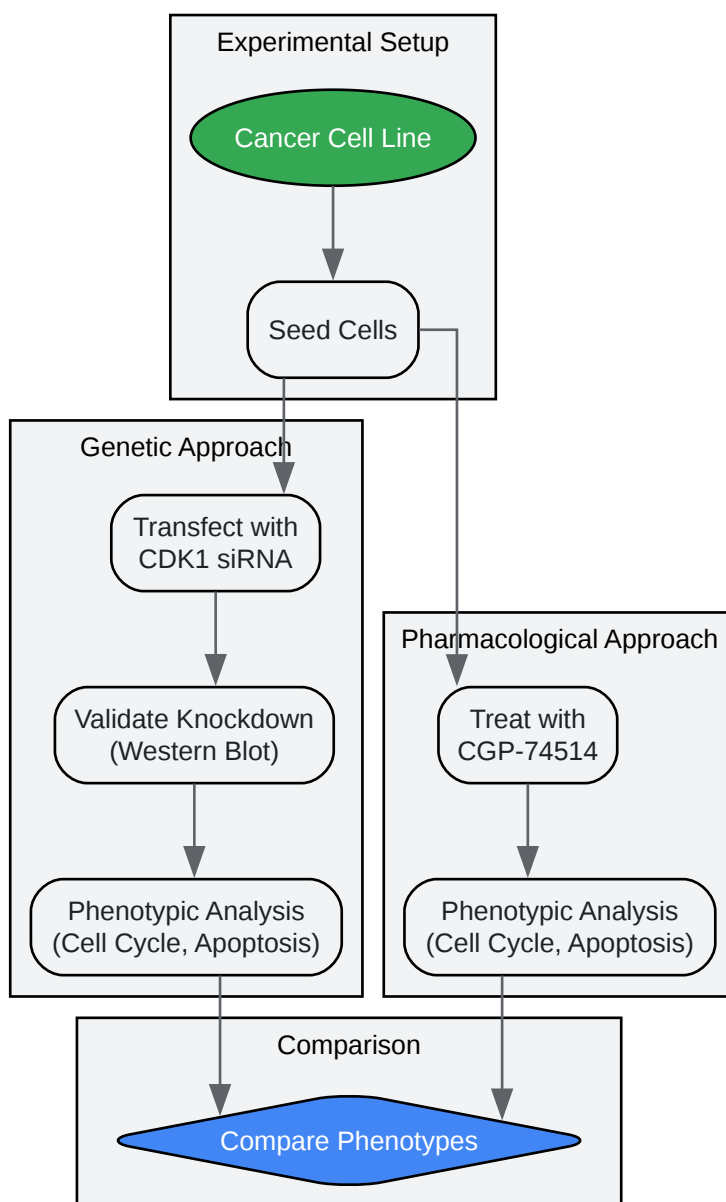 Experimental Setup
Cancer Cell Line
Seed Cells
Genetic Approach
Transfect with
CDK1 siRNA
Validate Knockdown
(Western Blot)
Phenotypic Analysis
(Cell Cycle, Apoptosis)
Pharmacological Approach
Treat with
CGP-74514
Phenotypic Analysis
(Cell Cycle, Apoptosis)
Comparison
Compare Phenotypes